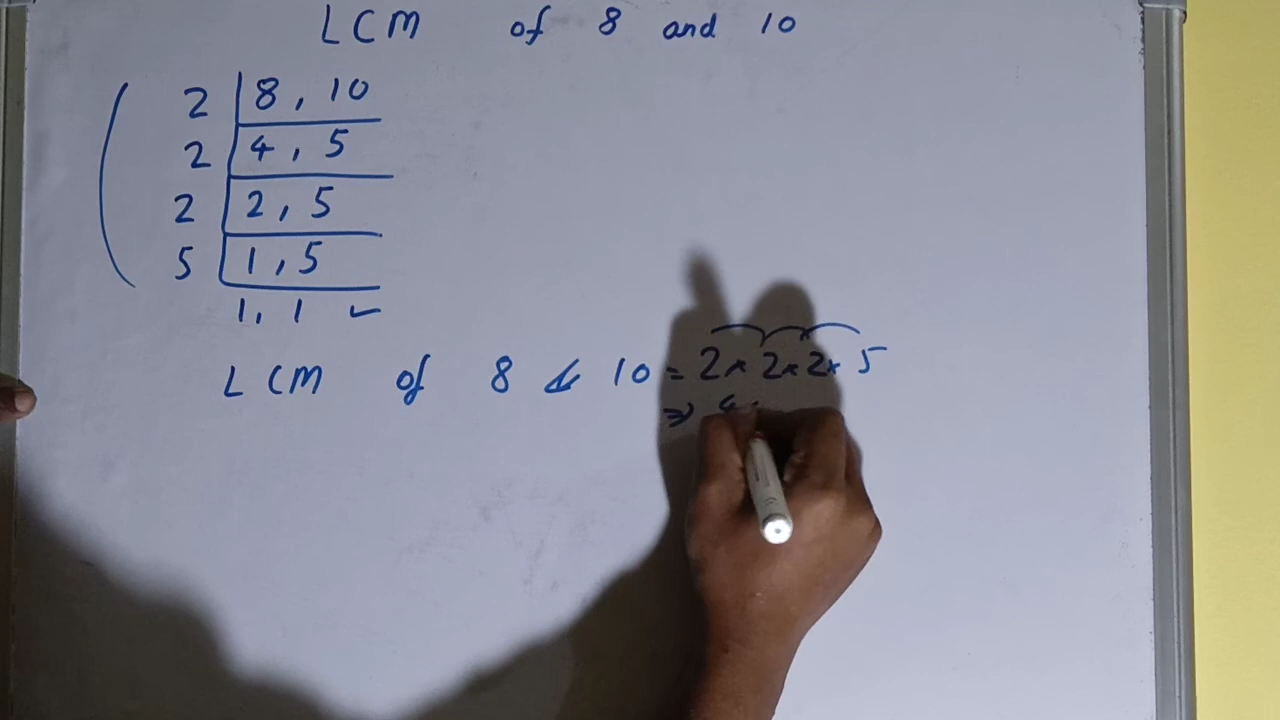 LCM of 8 and 10
2 | 8, 10
2 | 4, 5
2 | 2, 5
5 | 1, 5
1, 1 ✓
LCM of 8 & 10 = 2 × 2 × 2 × 5
⇒ 4